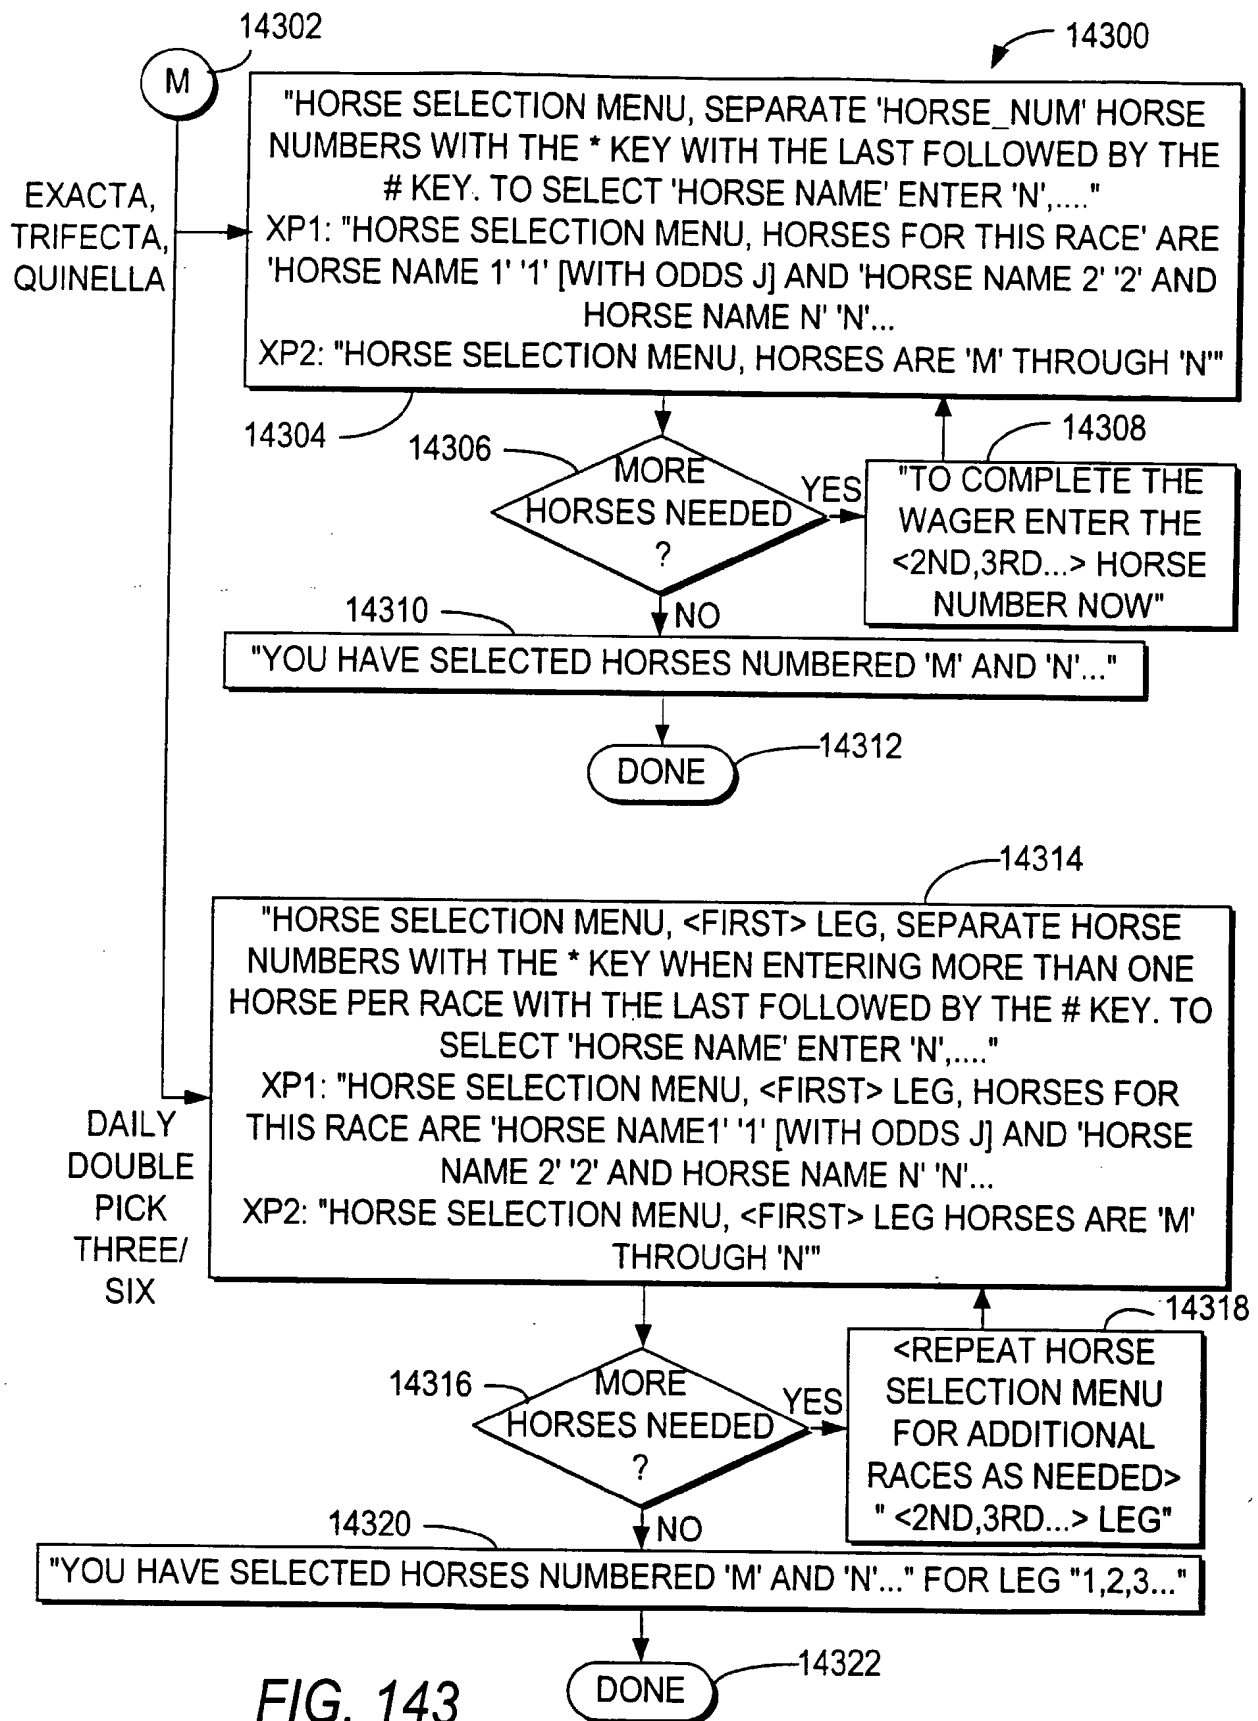 14302
14300
M
"HORSE SELECTION MENU, SEPARATE 'HORSE_NUM' HORSE
NUMBERS WITH THE * KEY WITH THE LAST FOLLOWED BY THE
# KEY. TO SELECT 'HORSE NAME' ENTER 'N',...."
XP1: "HORSE SELECTION MENU, HORSES FOR THIS RACE' ARE
'HORSE NAME 1' '1' [WITH ODDS J] AND 'HORSE NAME 2' '2' AND
HORSE NAME N' 'N'...
XP2: "HORSE SELECTION MENU, HORSES ARE 'M' THROUGH 'N'"
EXACTA,
TRIFECTA,
QUINELLA
14304
14306
14308
MORE
HORSES NEEDED
?
YES
"TO COMPLETE THE
WAGER ENTER THE
<2ND,3RD...> HORSE
NUMBER NOW"
14310
NO
"YOU HAVE SELECTED HORSES NUMBERED 'M' AND 'N'..."
DONE
14312
14314
"HORSE SELECTION MENU, <FIRST> LEG, SEPARATE HORSE
NUMBERS WITH THE * KEY WHEN ENTERING MORE THAN ONE
HORSE PER RACE WITH THE LAST FOLLOWED BY THE # KEY. TO
SELECT 'HORSE NAME' ENTER 'N',...."
XP1: "HORSE SELECTION MENU, <FIRST> LEG, HORSES FOR
THIS RACE ARE 'HORSE NAME1' '1' [WITH ODDS J] AND 'HORSE
NAME 2' '2' AND HORSE NAME N' 'N'...
XP2: "HORSE SELECTION MENU, <FIRST> LEG HORSES ARE 'M'
THROUGH 'N'"
DAILY
DOUBLE
PICK
THREE/
SIX
14316
14318
MORE
HORSES NEEDED
?
YES
<REPEAT HORSE
SELECTION MENU
FOR ADDITIONAL
RACES AS NEEDED>
" <2ND,3RD...> LEG"
14320
NO
"YOU HAVE SELECTED HORSES NUMBERED 'M' AND 'N'..." FOR LEG "1,2,3..."
DONE
14322
FIG. 143